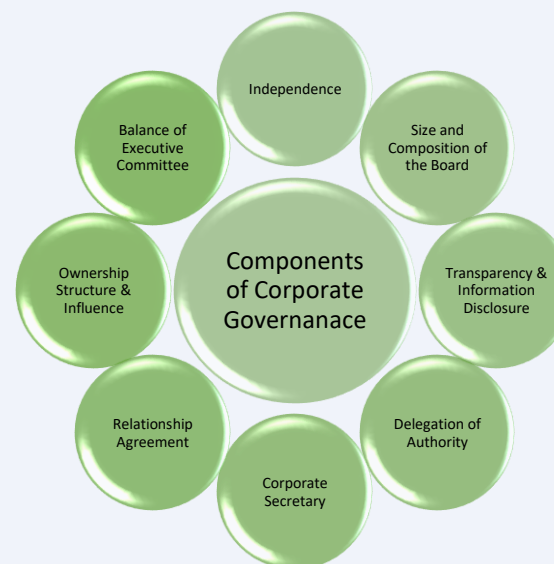 Independence
Size and
Composition of
the Board
Transparency &
Information
Disclosure
Delegation of
Authority
Corporate
Secretary
Relationship
Agreement
Ownership
Structure &
Influence
Balance of
Executive
Committee
Components
of Corporate
Governanace